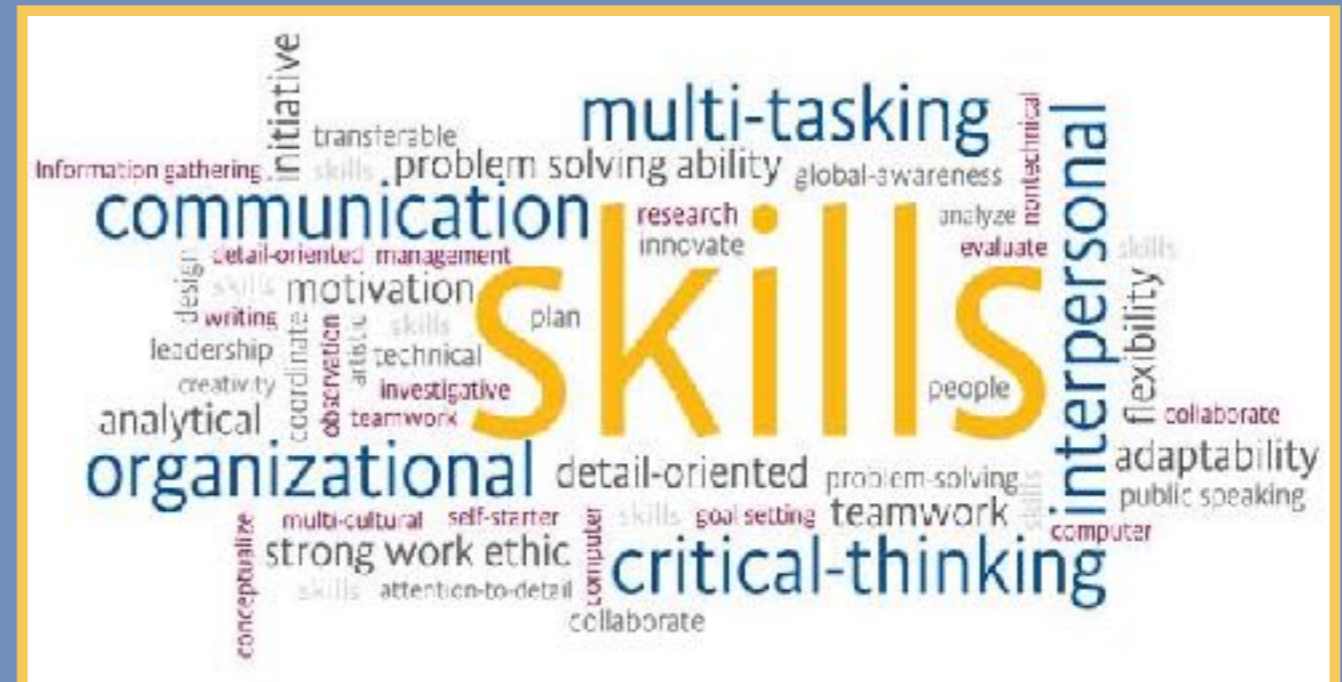 initiative
multi-tasking
nontechnical
interpersonal
transferable
Information gathering
skills
problem solving ability
global-awareness
communication
skills
research
analyze
innovate
evaluate
skills
detail-oriented
management
design
skills
motivation
flexibility
writing
coordinate
observation
artistic
skills
plan
leadership
technical
creativity
investigative
people
analytical
teamwork
collaborate
organizational
detail-oriented
problem-solving
skills
adaptability
public speaking
conceptualize
multi-cultural
self-starter
computer
skills
goal setting
teamwork
computer
strong work ethic
critical-thinking
skills
attention-to-detail
collaborate